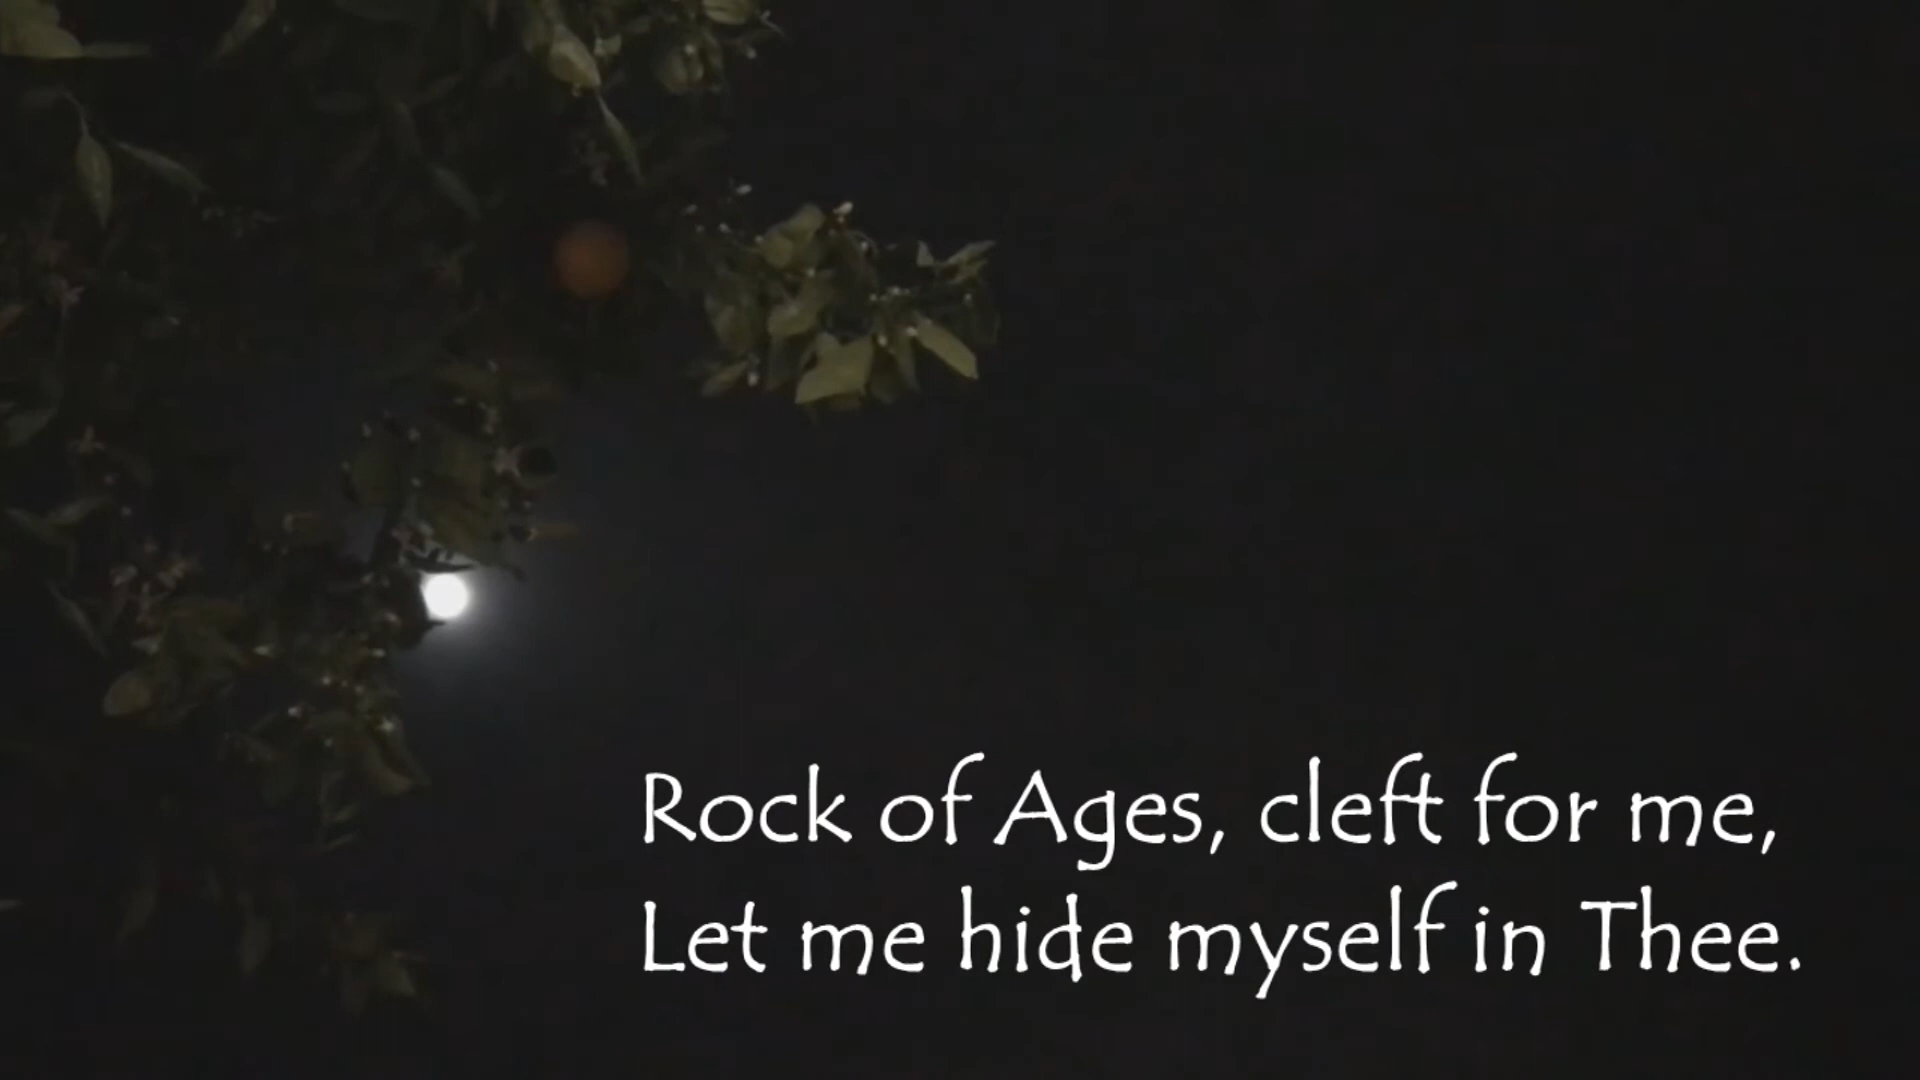 Rock of Ages, cleft for me,
Let me hide myself in Thee.